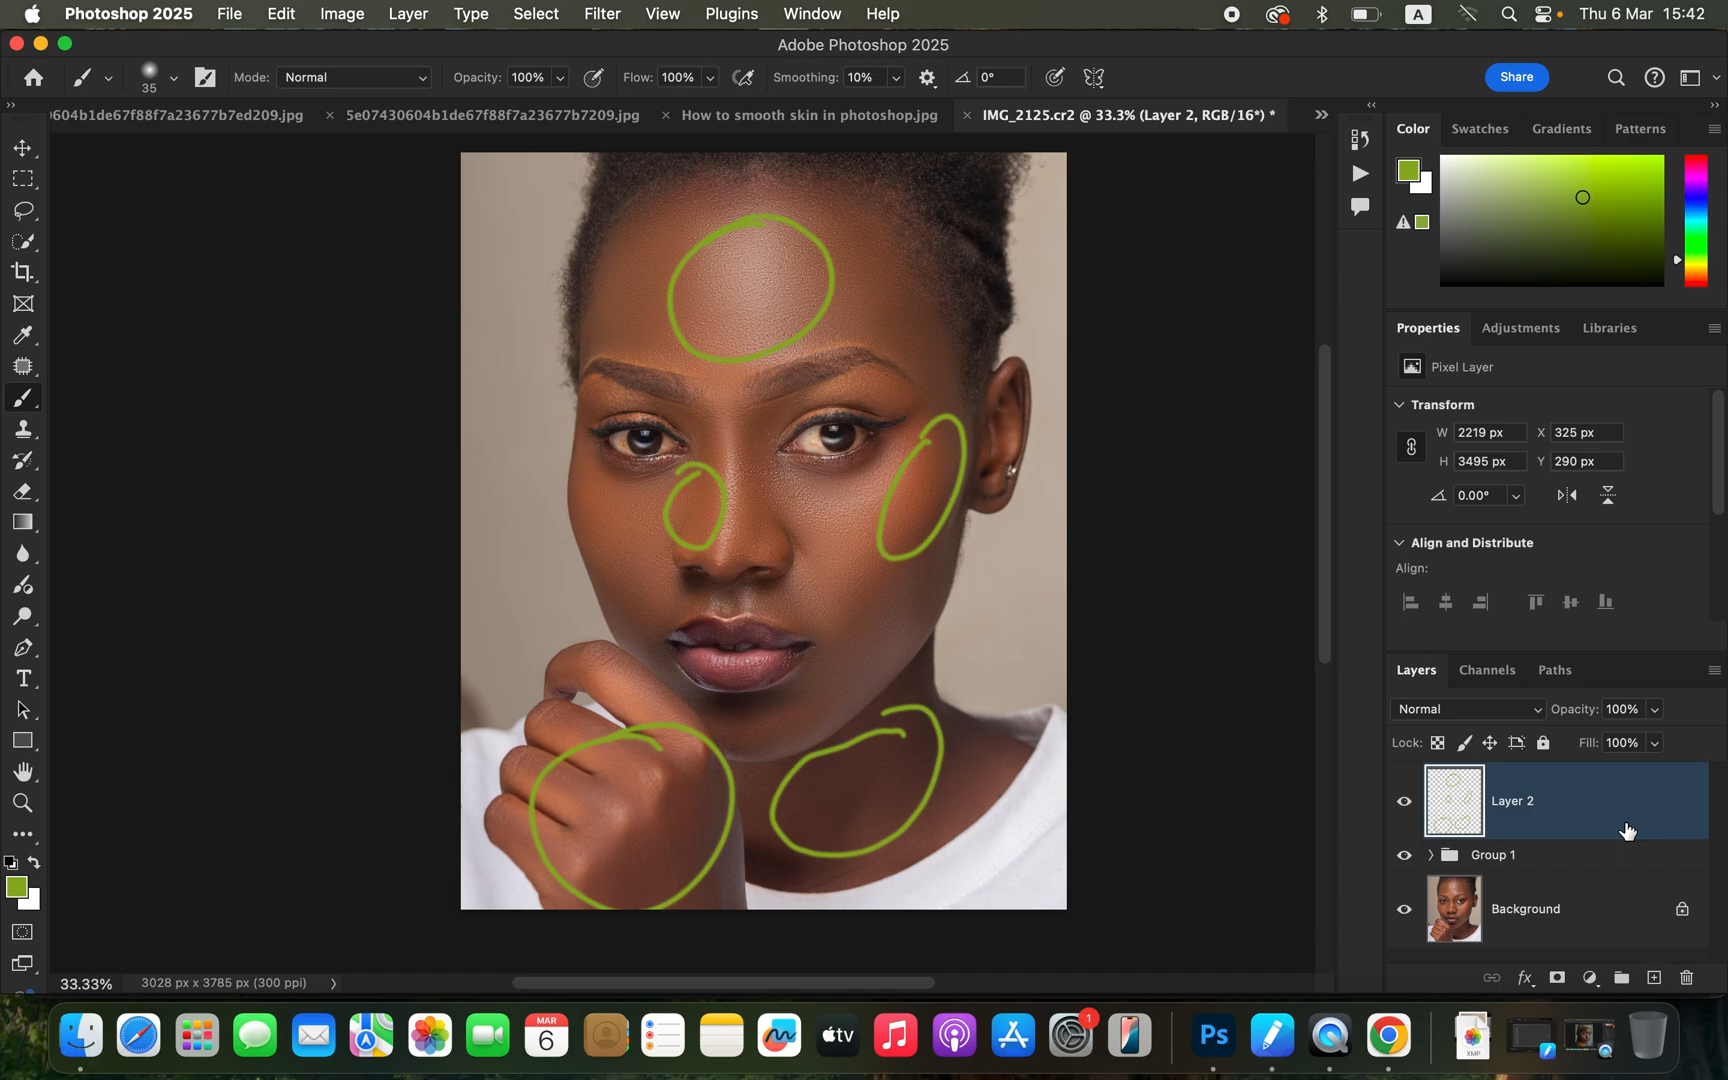 Photoshop 2025 File Edit Image Layer Type Select Filter View Plugins Window Help A Thu 6 Mar 15:42
Adobe Photoshop 2025
35 Mode: Normal Opacity: 100% Flow: 100% Smoothing: 10% 0° Share
604b1de67f88f7a23677b7ed209.jpg × 5e07430604b1de67f88f7a23677b7209.jpg × How to smooth skin in photoshop.jpg × IMG_2125.cr2 @ 33.3% (Layer 2, RGB/16*) *
Color Swatches Gradients Patterns
Properties Adjustments Libraries
Pixel Layer
Transform
W 2219 px X 325 px
H 3495 px Y 290 px
0.00°
Align and Distribute
Align:
Layers Channels Paths
Normal Opacity: 100%
Lock: Fill: 100%
Layer 2
Group 1
Background
33.33% 3028 px x 3785 px (300 ppi)
MAR
6
tv
1
Ps
XMP